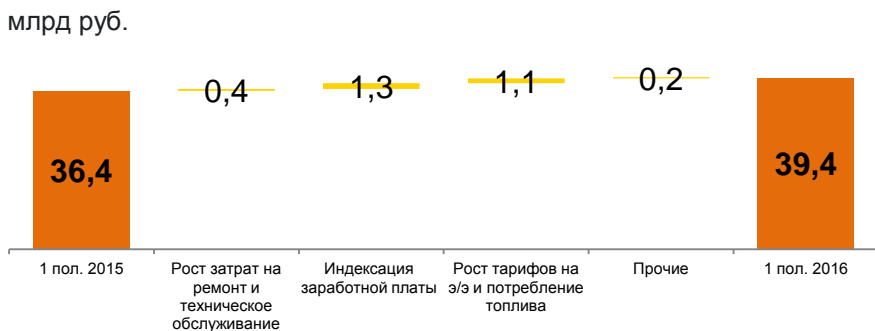 млрд руб.
0,4
1,3
1,1
0,2
36,4
39,4
1 пол. 2015
Рост затрат на
ремонт и
техническое
обслуживание
Индексация
заработной платы
Рост тарифов на
э/э и потребление
топлива
Прочие
1 пол. 2016